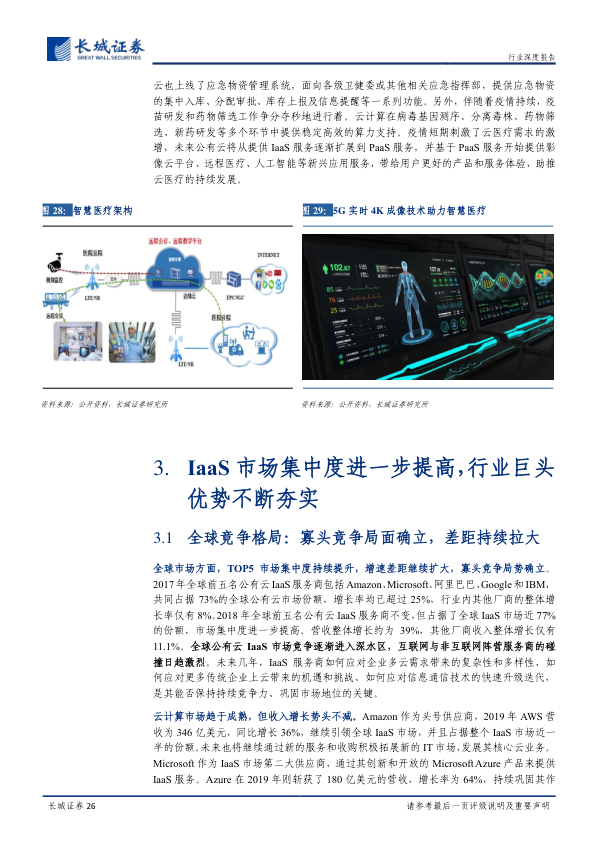 长城证券
GREAT WALL SECURITIES
行业深度报告
云也上线了应急物资管理系统，面向各级卫健委或其他相关应急指挥部，提供应急物资
的集中入库、分配审批、库存上报及信息提醒等一系列功能。另外，伴随着疫情持续，疫
苗研发和药物筛选工作争分夺秒地进行着。云计算在病毒基因测序、分离毒株、药物筛
选、新药研发等多个环节中提供稳定高效的算力支持。疫情短期刺激了云医疗需求的激
增，未来公有云将从提供 IaaS 服务逐渐扩展到 PaaS 服务，并基于 PaaS 服务开始提供影
像云平台、远程医疗、人工智能等新兴应用服务，带给用户更好的产品和服务体验，助推
云医疗的持续发展。
图 28：智慧医疗架构
图 29：5G 实时 4K 成像技术助力智慧医疗
远程会诊、远程教学平台
医院总院
INTERNET
视频监控
LTE/NR
边缘云
EPC/5GC
远程会诊
医院分院
LTE/NR
102.67
107.39
85
76
25
资料来源：公开资料，长城证券研究所
资料来源：公开资料，长城证券研究所
3. IaaS 市场集中度进一步提高，行业巨头
优势不断夯实
3.1 全球竞争格局：寡头竞争局面确立，差距持续拉大
全球市场方面，TOP5 市场集中度持续提升，增速差距继续扩大，寡头竞争局势确立。
2017 年全球前五名公有云 IaaS 服务商包括 Amazon、Microsoft、阿里巴巴、Google 和 IBM，
共同占据 73%的全球公有云市场份额，增长率均已超过 25%，行业内其他厂商的整体增
长率仅有 8%。2018 年全球前五名公有云 IaaS 服务商不变，但占据了全球 IaaS 市场近 77%
的份额，市场集中度进一步提高。营收整体增长约为 39%，其他厂商收入整体增长仅有
11.1%。全球公有云 IaaS 市场竞争逐渐进入深水区，互联网与非互联网阵营服务商的碰
撞日趋激烈。未来几年，IaaS 服务商如何应对企业多云需求带来的复杂性和多样性、如
何应对更多传统企业上云带来的机遇和挑战、如何应对信息通信技术的快速升级迭代，
是其能否保持持续竞争力、巩固市场地位的关键。
云计算市场趋于成熟，但收入增长势头不减。Amazon 作为头号供应商，2019 年 AWS 营
收为 346 亿美元，同比增长 36%，继续引领全球 IaaS 市场，并且占据整个 IaaS 市场近一
半的份额。未来也将继续通过新的服务和收购积极拓展新的 IT 市场，发展其核心云业务。
Microsoft 作为 IaaS 市场第二大供应商，通过其创新和开放的 Microsoft Azure 产品来提供
IaaS 服务。Azure 在 2019 年则斩获了 180 亿美元的营收，增长率为 64%，持续巩固其作
长城证券 26
请参考最后一页评级说明及重要声明